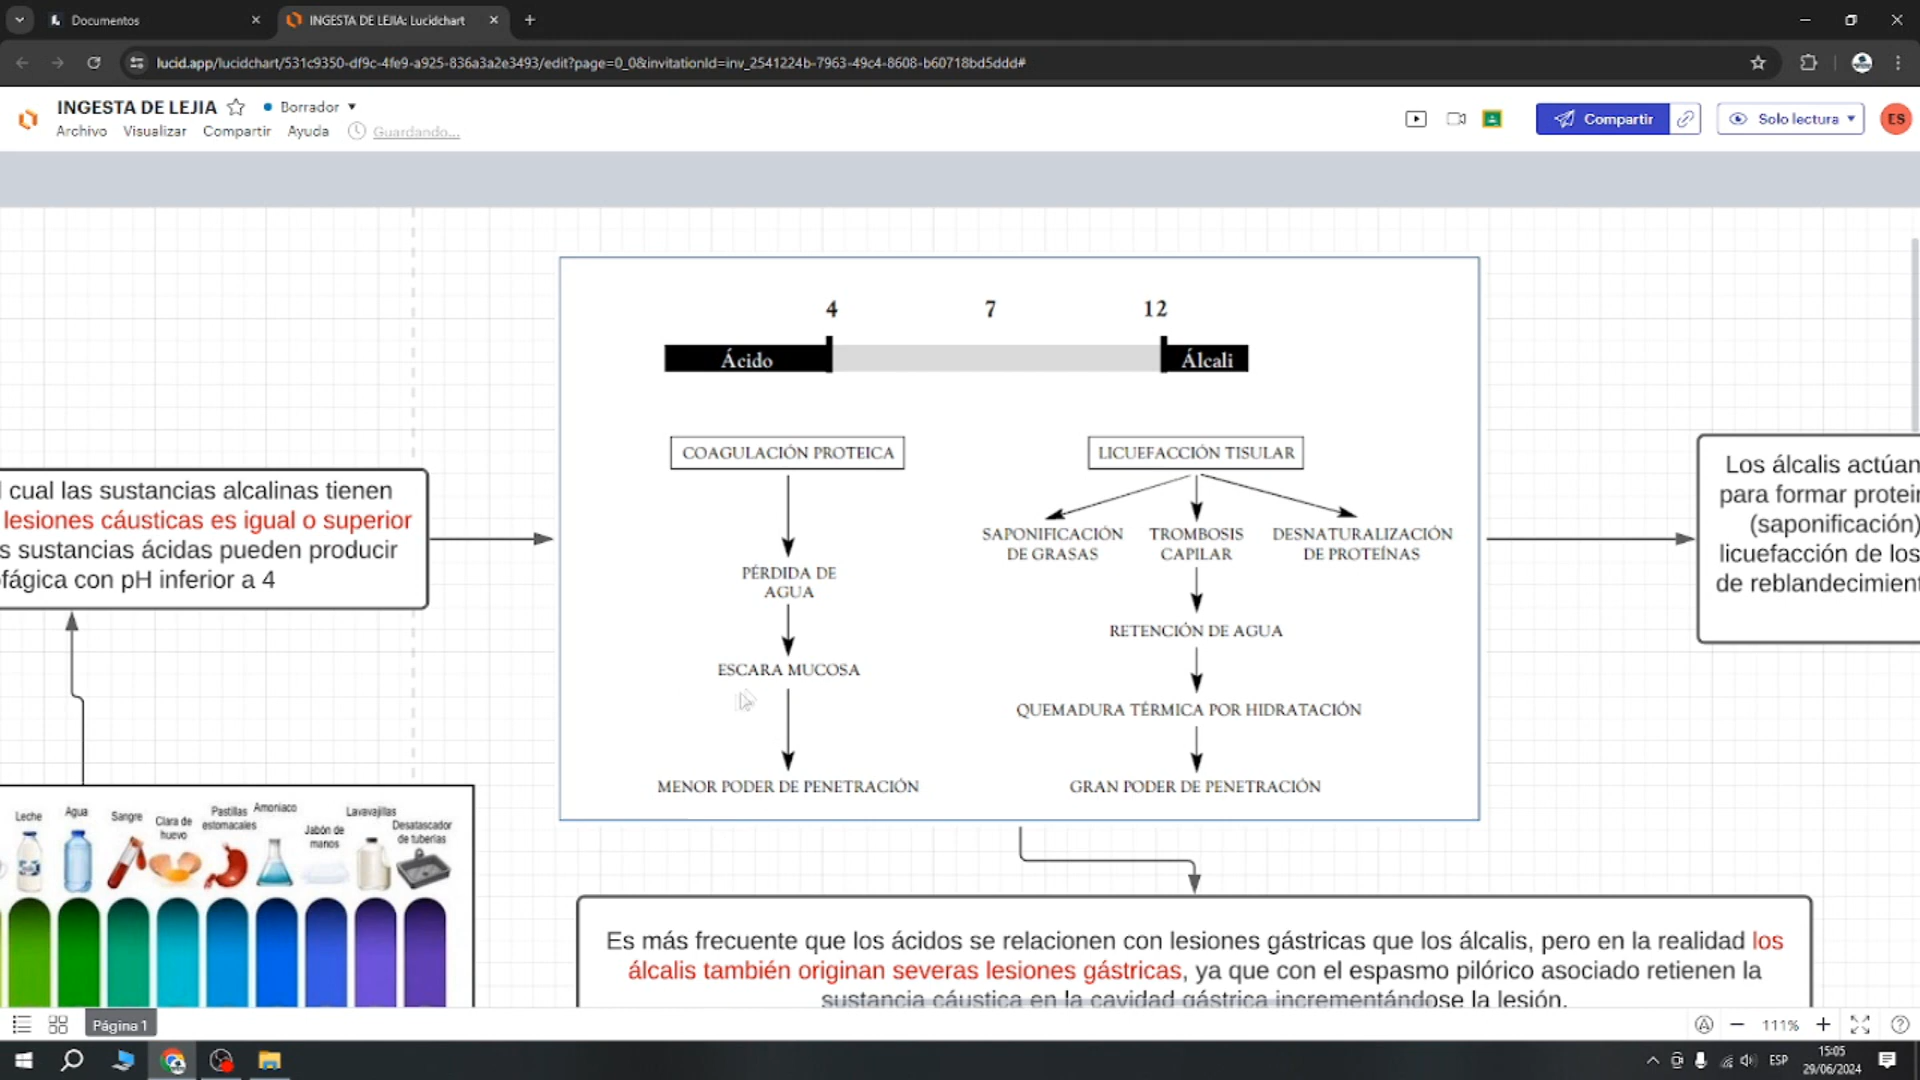 Documentos
INGESTA DE LEJIA: Lucidchart
lucid.app/lucidchart/531c9350-df9c-4fe9-a925-836a3a2e3493/edit?page=0_0&invitationId=inv_2541224b-7963-49c4-8608-b60718bd5ddd#
INGESTA DE LEJIA
Borrador
Archivo Visualizar Compartir Ayuda Guardando...
Compartir
Solo lectura
ES
4 7 12
Ácido
Álcali
COAGULACIÓN PROTEICA
PÉRDIDA DE
AGUA
ESCARA MUCOSA
MENOR PODER DE PENETRACIÓN
LICUEFACCIÓN TISULAR
SAPONIFICACIÓN
DE GRASAS
TROMBOSIS
CAPILAR
DESNATURALIZACIÓN
DE PROTEÍNAS
RETENCIÓN DE AGUA
QUEMADURA TÉRMICA POR HIDRATACIÓN
GRAN PODER DE PENETRACIÓN
cual las sustancias alcalinas tienen
lesiones cáusticas es igual o superior
s sustancias ácidas pueden producir
fágica con pH inferior a 4
Los álcalis actúan
para formar protein
(saponificación)
licuefacción de los
de reblandecimient
Leche
Agua
Sangre
Clara de
huevo
Pastillas
estomacales
Amoniaco
Jabón de
manos
Lavavajillas
Desatascador
de tuberías
Es más frecuente que los ácidos se relacionen con lesiones gástricas que los álcalis, pero en la realidad los
álcalis también originan severas lesiones gástricas, ya que con el espasmo pilórico asociado retienen la
sustancia cáustica en la cavidad gástrica incrementándose la lesión.
Página 1
111%
ESP
15:05
29/06/2024